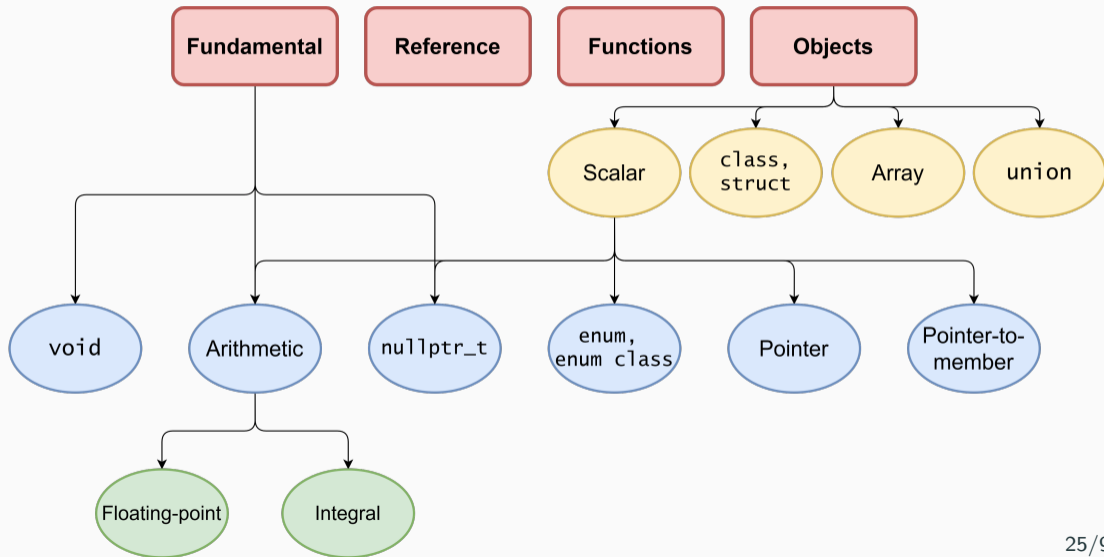 Fundamental
Reference
Functions
Objects
Scalar
class,
struct
Array
union
void
Arithmetic
nullptr_t
enum,
enum class
Pointer
Pointer-to-
member
Floating-point
Integral
25/9